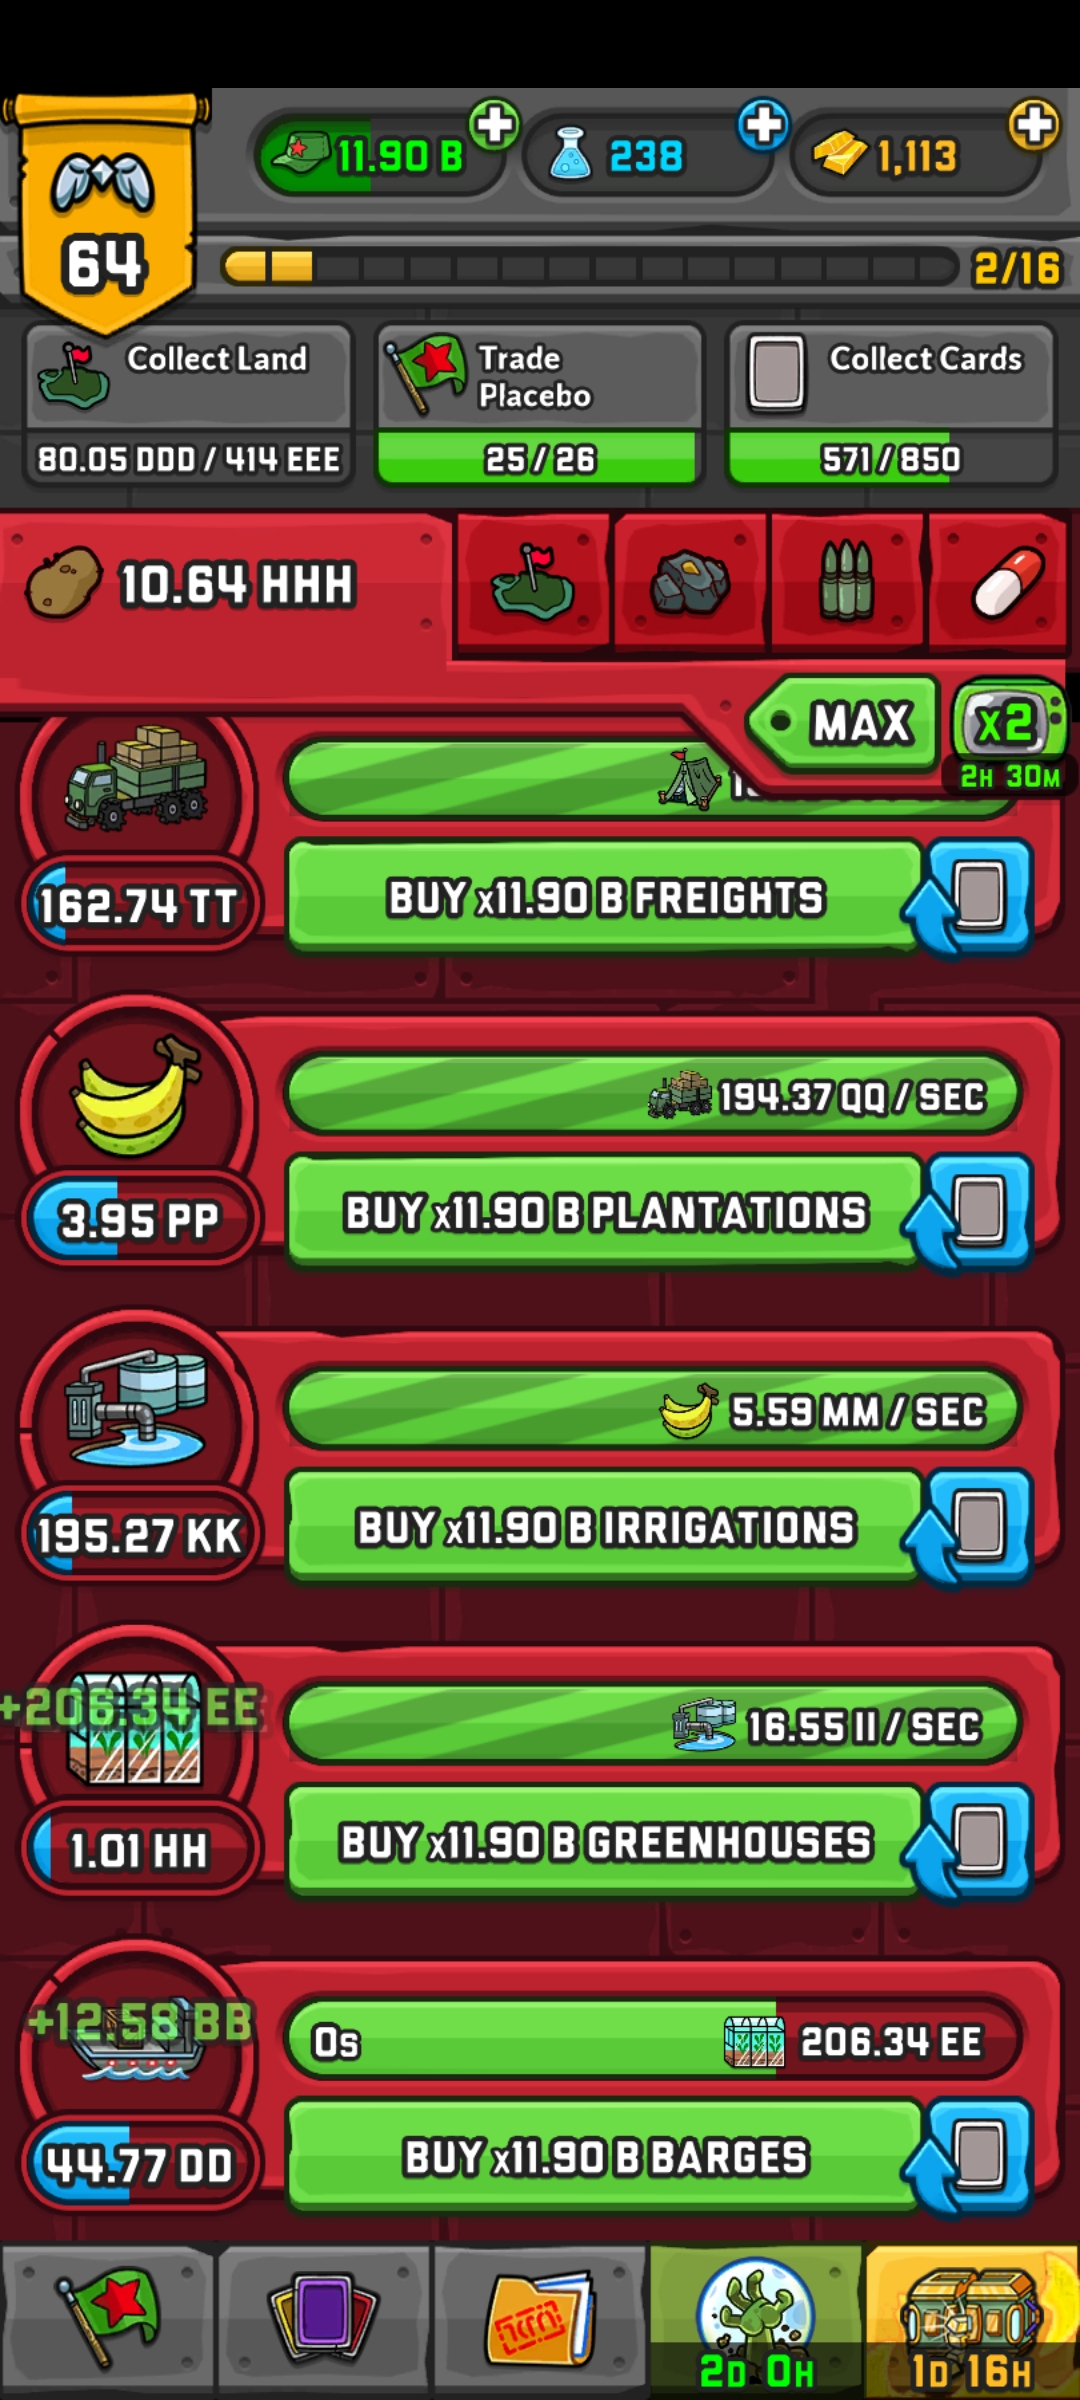 11.90 B
238
1,113
64
2/16
Collect Land
80.05 DDD / 414 EEE
Trade
Placebo
25 / 26
Collect Cards
571 / 850
10.64 HHH
MAX
x2
2H 30M
162.74 TT
BUY x11.90 B FREIGHTS
194.37 QQ / SEC
3.95 PP
BUY x11.90 B PLANTATIONS
5.59 MM / SEC
195.27 KK
BUY x11.90 B IRRIGATIONS
+206.34 EE
16.55 II / SEC
1.01 HH
BUY x11.90 B GREENHOUSES
+12.58 BB
0s
206.34 EE
44.77 DD
BUY x11.90 B BARGES
2D 0H
1D 16H